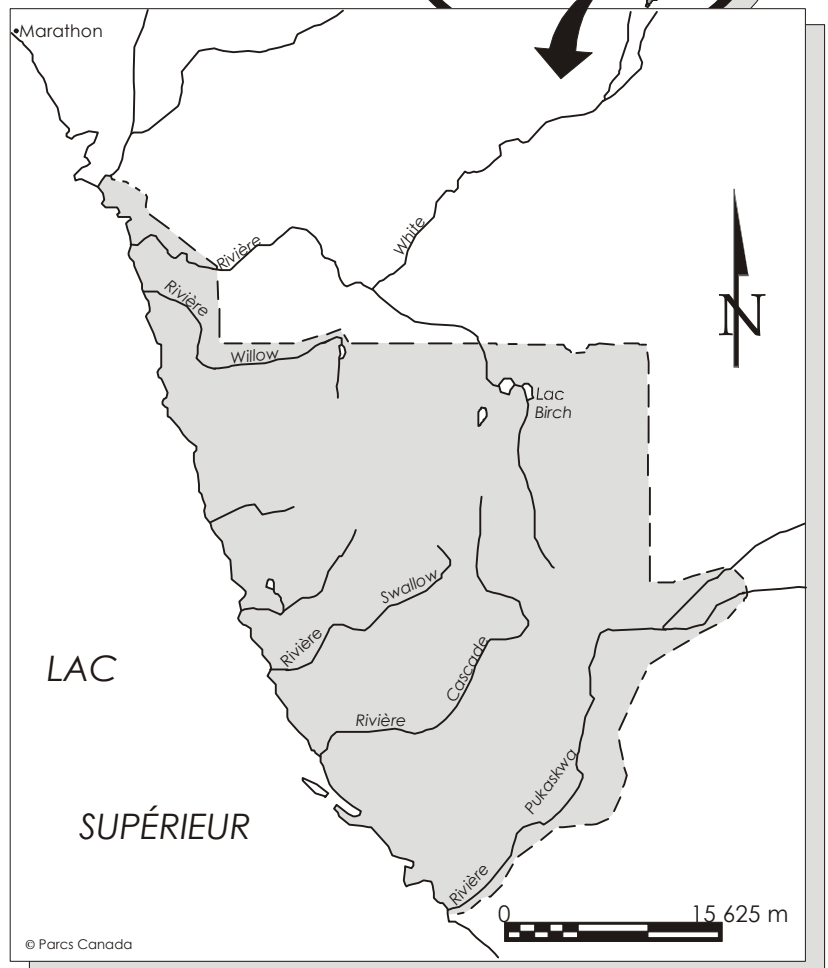 Marathon
Rivière
White
Rivière
Willow
N
Lac
Birch
Rivière
Swallow
Rivière
Cascade
LAC
SUPÉRIEUR
Rivière
Pukaskwa
0 15 625 m
© Parcs Canada